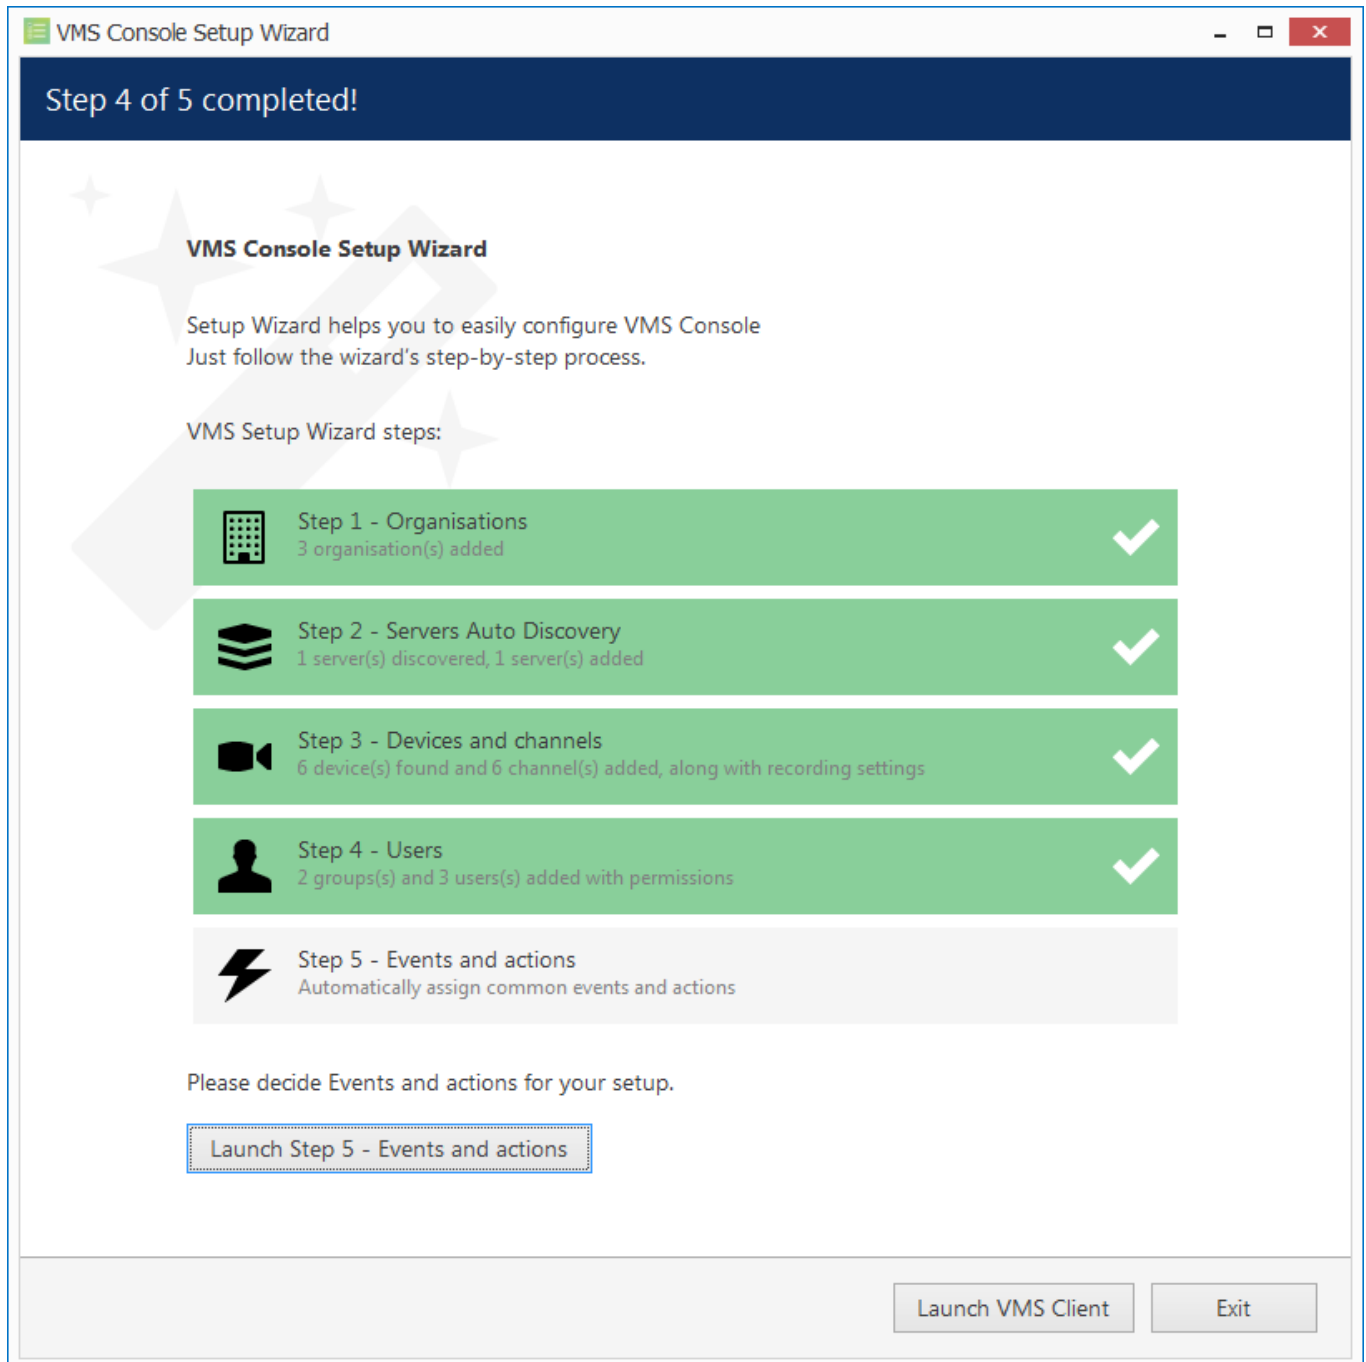 VMS Console Setup Wizard
Step 4 of 5 completed!
VMS Console Setup Wizard
Setup Wizard helps you to easily configure VMS Console
Just follow the wizard's step-by-step process.
VMS Setup Wizard steps:
Step 1 - Organisations
3 organisation(s) added
Step 2 - Servers Auto Discovery
1 server(s) discovered, 1 server(s) added
Step 3 - Devices and channels
6 device(s) found and 6 channel(s) added, along with recording settings
Step 4 - Users
2 groups(s) and 3 users(s) added with permissions
Step 5 - Events and actions
Automatically assign common events and actions
Please decide Events and actions for your setup.
Launch Step 5 - Events and actions
Launch VMS Client
Exit